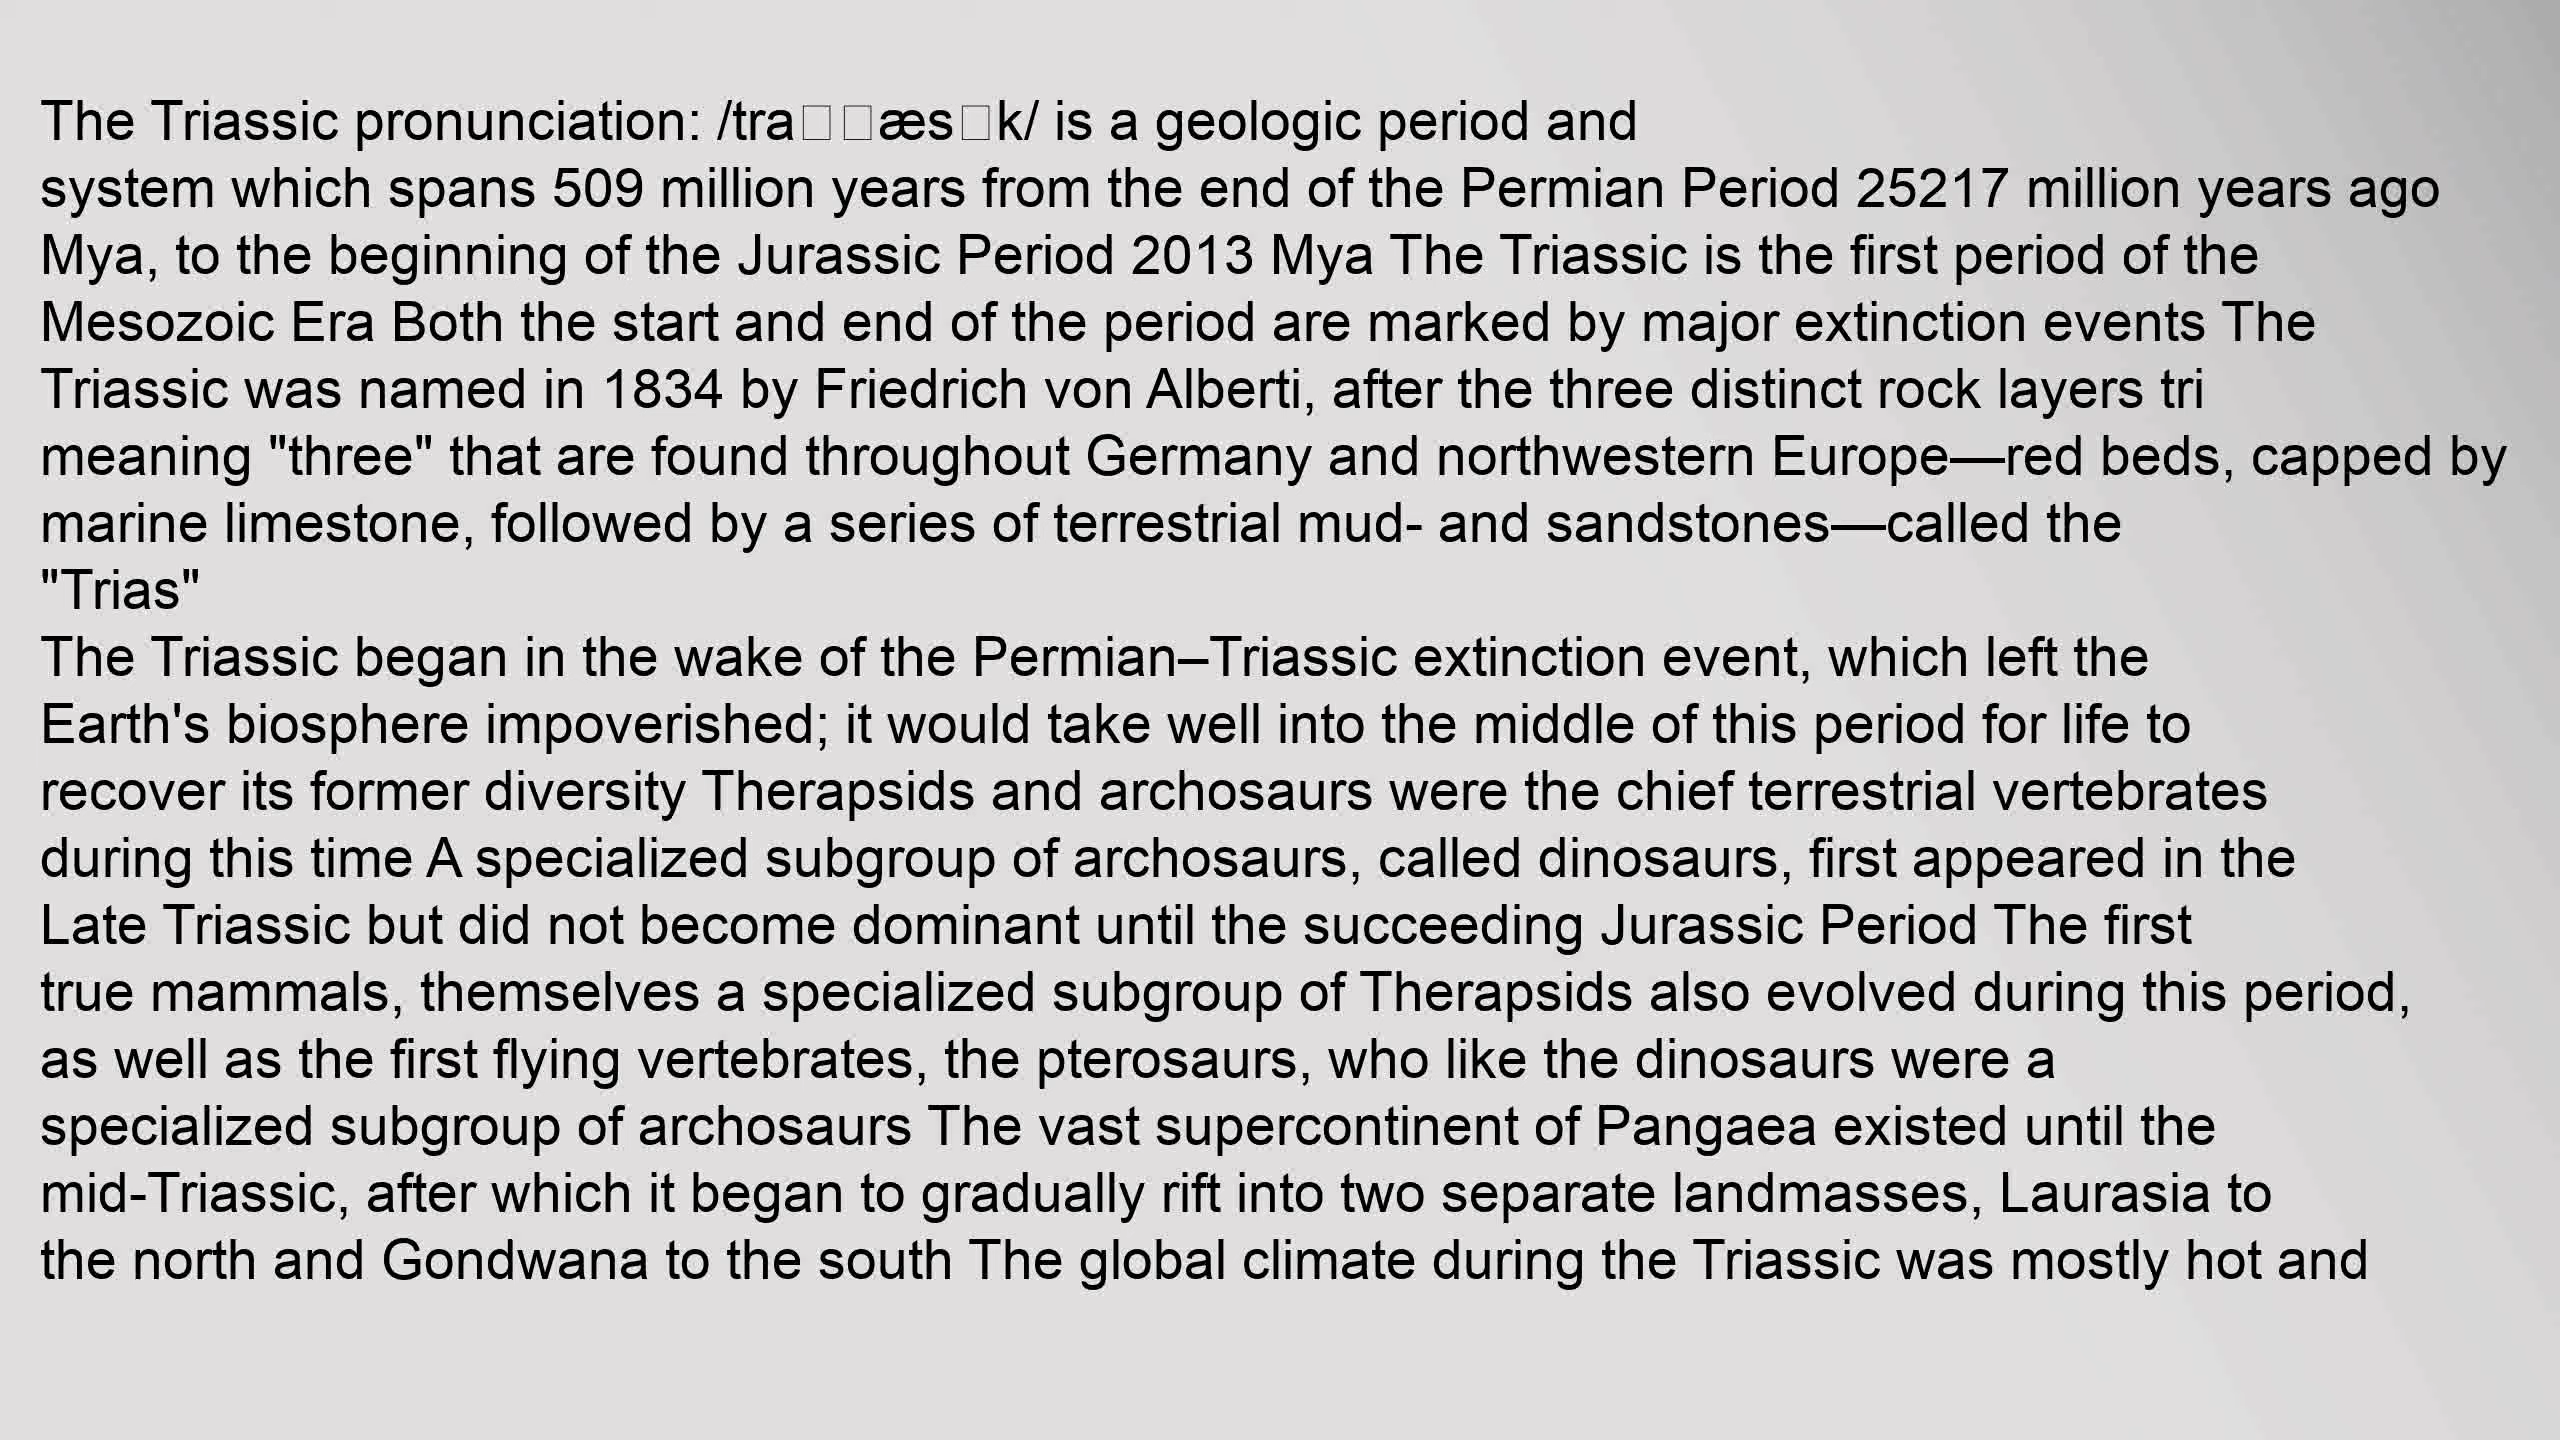 The Triassic pronunciation: /tra□□æs□k/ is a geologic period and
system which spans 509 million years from the end of the Permian Period 25217 million years ago
Mya, to the beginning of the Jurassic Period 2013 Mya The Triassic is the first period of the
Mesozoic Era Both the start and end of the period are marked by major extinction events The
Triassic was named in 1834 by Friedrich von Alberti, after the three distinct rock layers tri
meaning "three" that are found throughout Germany and northwestern Europe—red beds, capped by
marine limestone, followed by a series of terrestrial mud- and sandstones—called the
"Trias"
The Triassic began in the wake of the Permian–Triassic extinction event, which left the
Earth's biosphere impoverished; it would take well into the middle of this period for life to
recover its former diversity Therapsids and archosaurs were the chief terrestrial vertebrates
during this time A specialized subgroup of archosaurs, called dinosaurs, first appeared in the
Late Triassic but did not become dominant until the succeeding Jurassic Period The first
true mammals, themselves a specialized subgroup of Therapsids also evolved during this period,
as well as the first flying vertebrates, the pterosaurs, who like the dinosaurs were a
specialized subgroup of archosaurs The vast supercontinent of Pangaea existed until the
mid-Triassic, after which it began to gradually rift into two separate landmasses, Laurasia to
the north and Gondwana to the south The global climate during the Triassic was mostly hot and